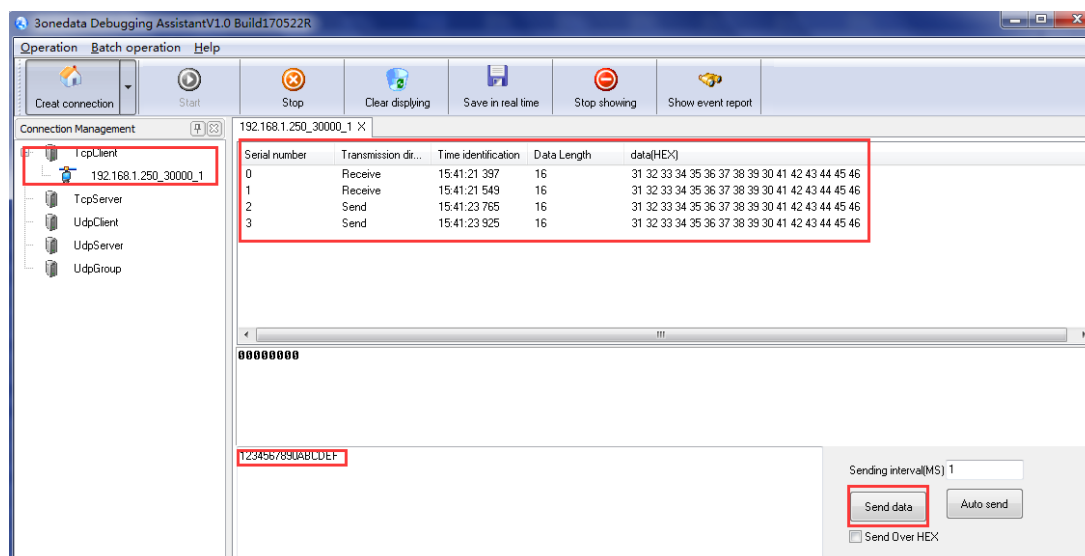 3onedata Debugging AssistantV1.0 Build170522R
Operation Batch operation Help
Creat connection Start Stop Clear displying Save in real time Stop showing Show event report
Connection Management
192.168.1.250_30000_1
TcpClient
192.168.1.250_30000_1
TcpServer
UdpClient
UdpServer
UdpGroup
Serial number Transmission dir... Time identification Data Length data(HEX)
0 Receive 15:41:21 397 16 31 32 33 34 35 36 37 38 39 30 41 42 43 44 45 46
1 Receive 15:41:21 549 16 31 32 33 34 35 36 37 38 39 30 41 42 43 44 45 46
2 Send 15:41:23 765 16 31 32 33 34 35 36 37 38 39 30 41 42 43 44 45 46
3 Send 15:41:23 925 16 31 32 33 34 35 36 37 38 39 30 41 42 43 44 45 46
00000000
1234567890ABCDEF
Sending interval(MS) 1
Send data Auto send
Send Over HEX